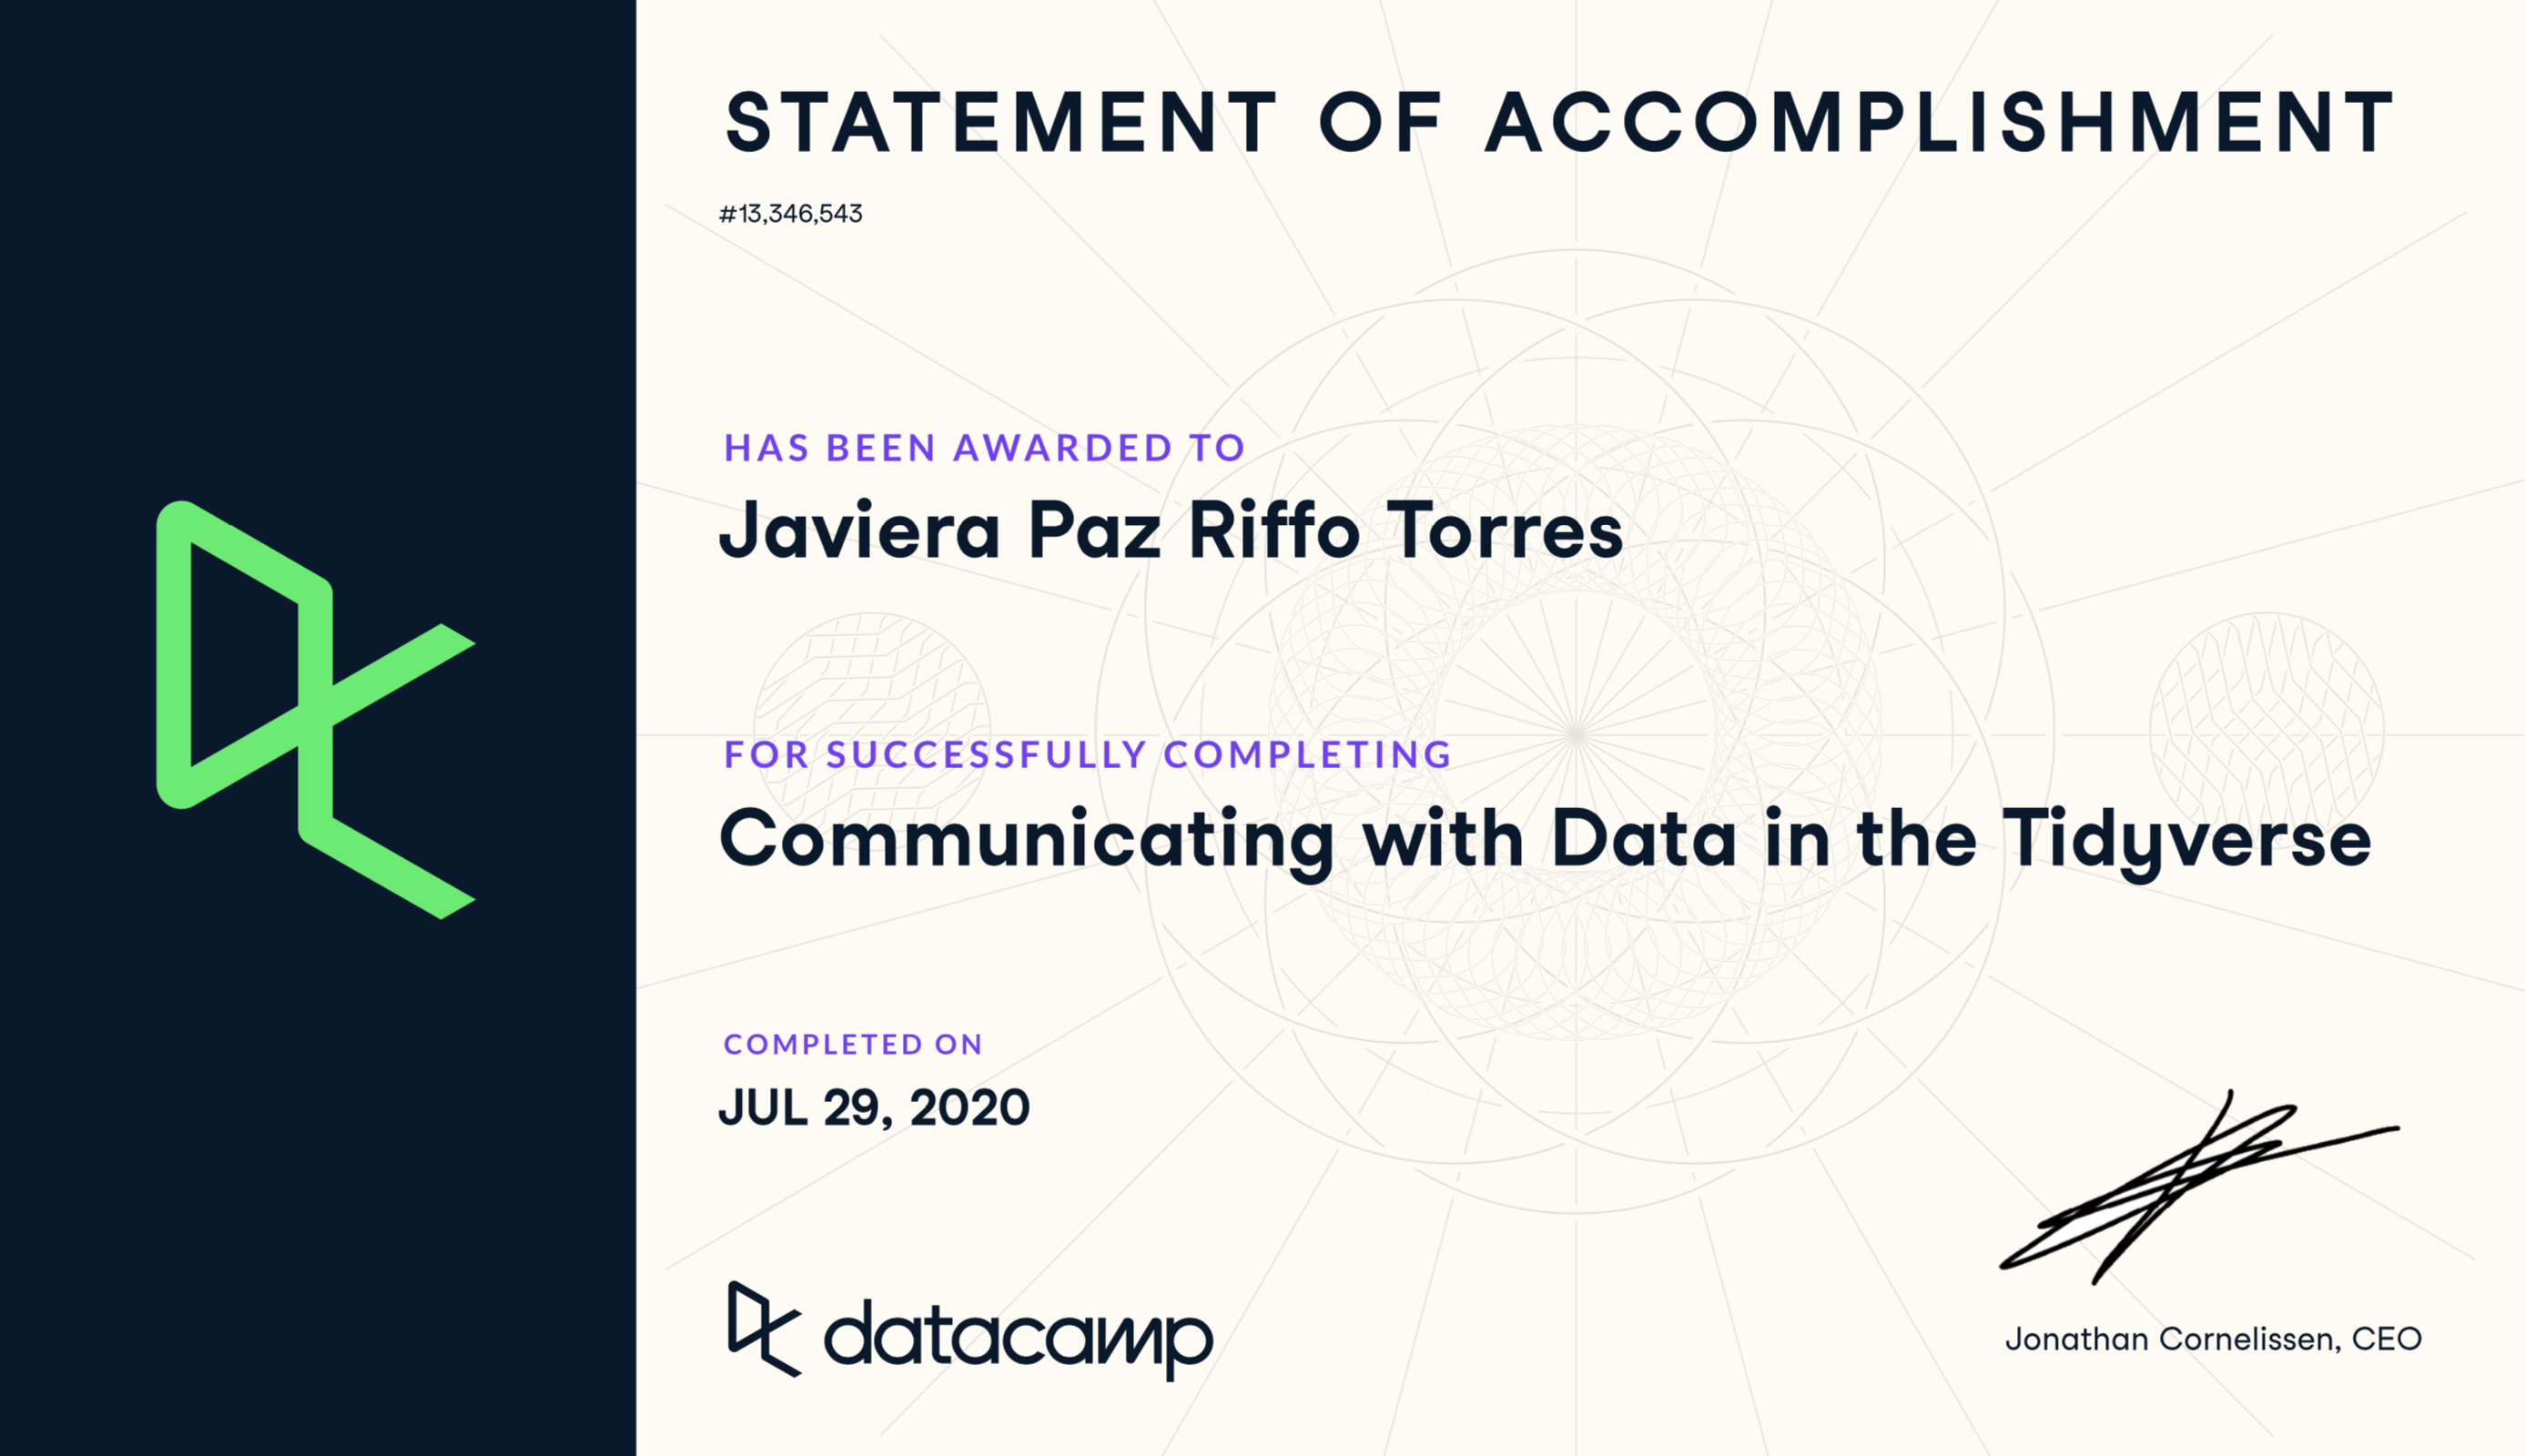 STATEMENT OF ACCOMPLISHMENT
#13,346,543
HAS BEEN AWARDED TO
Javiera Paz Riffo Torres
FOR SUCCESSFULLY COMPLETING
Communicating with Data in the Tidyverse
COMPLETED ON
JUL 29, 2020
datacamp
Jonathan Cornelissen, CEO